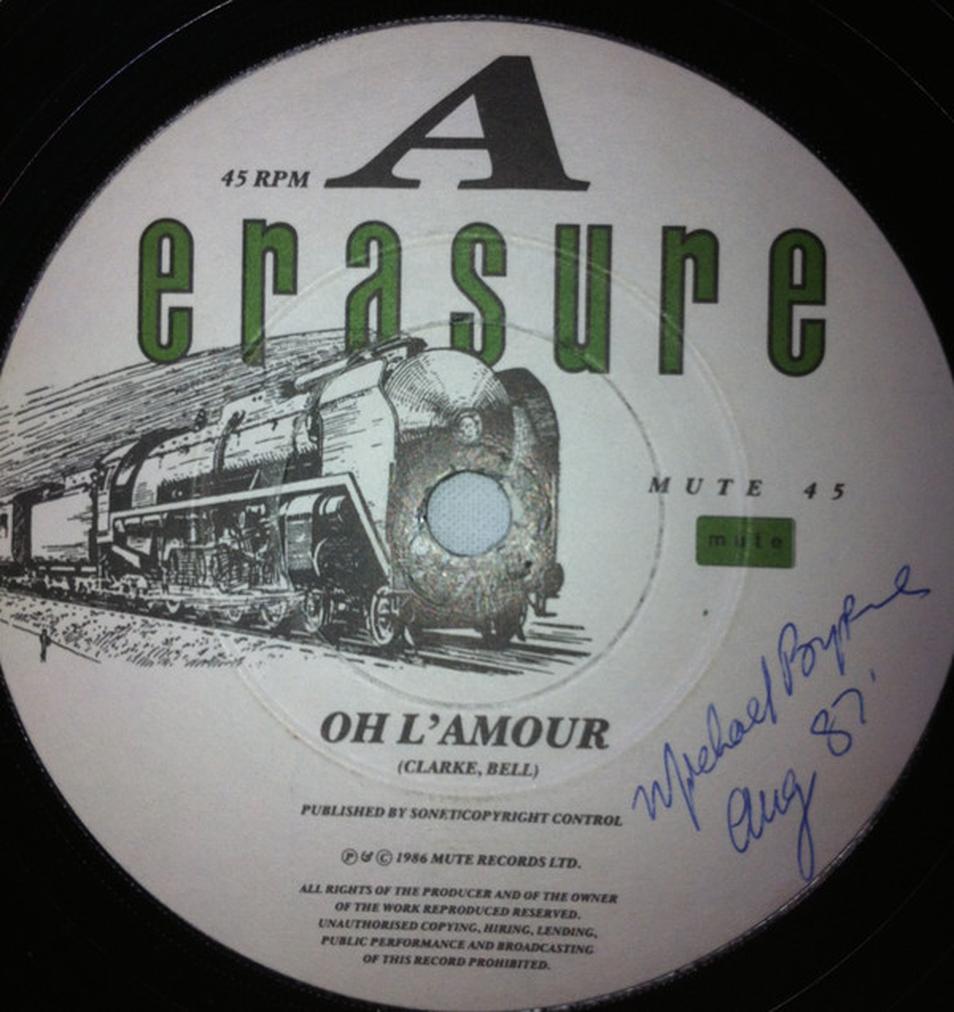 A
45 RPM
erasure
MUTE 45
mute
OH L'AMOUR
(CLARKE, BELL)
PUBLISHED BY SONET/COPYRIGHT CONTROL
Ⓟ & © 1986 MUTE RECORDS LTD.
ALL RIGHTS OF THE PRODUCER AND OF THE OWNER
OF THE WORK REPRODUCED RESERVED.
UNAUTHORISED COPYING, HIRING, LENDING,
PUBLIC PERFORMANCE AND BROADCASTING
OF THIS RECORD PROHIBITED.
Michael
Aug 87'